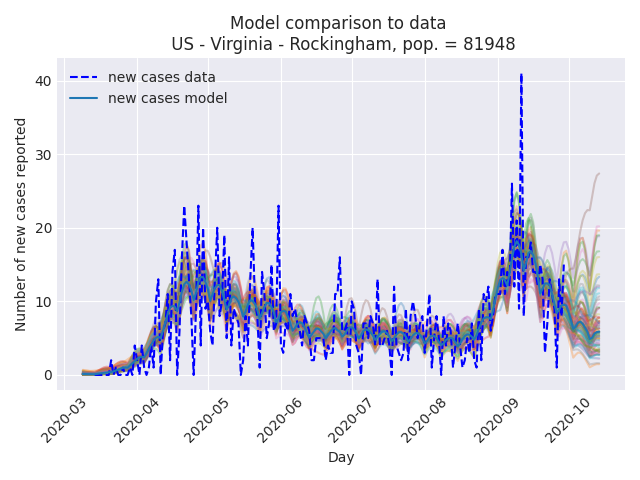 Model comparison to data
US - Virginia - Rockingham, pop. = 81948
new cases data
new cases model
Number of new cases reported
40
30
20
10
0
2020-03
2020-04
2020-05
2020-06
2020-07
2020-08
2020-09
2020-10
Day